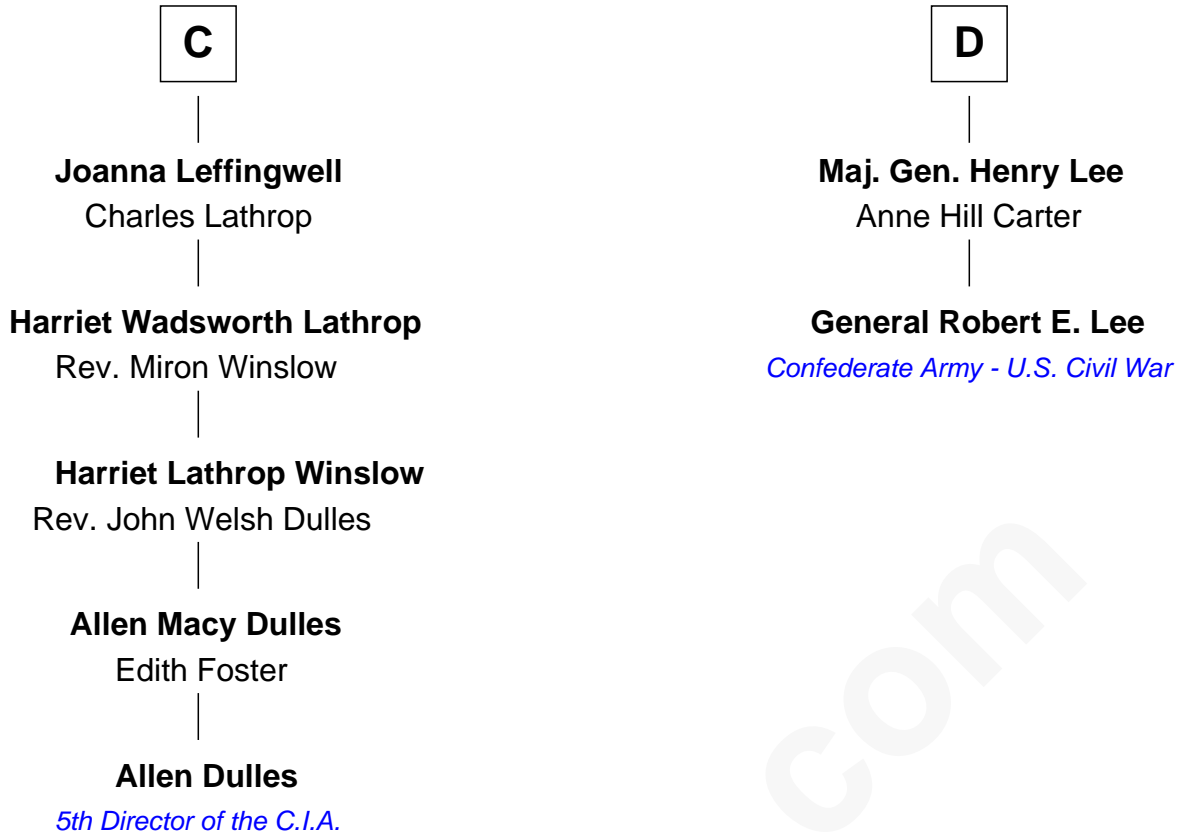 C
Joanna Leffingwell
Charles Lathrop
Harriet Wadsworth Lathrop
Rev. Miron Winslow
Harriet Lathrop Winslow
Rev. John Welsh Dulles
Allen Macy Dulles
Edith Foster
Allen Dulles
5th Director of the C.I.A.
D
Maj. Gen. Henry Lee
Anne Hill Carter
General Robert E. Lee
Confederate Army - U.S. Civil War
com